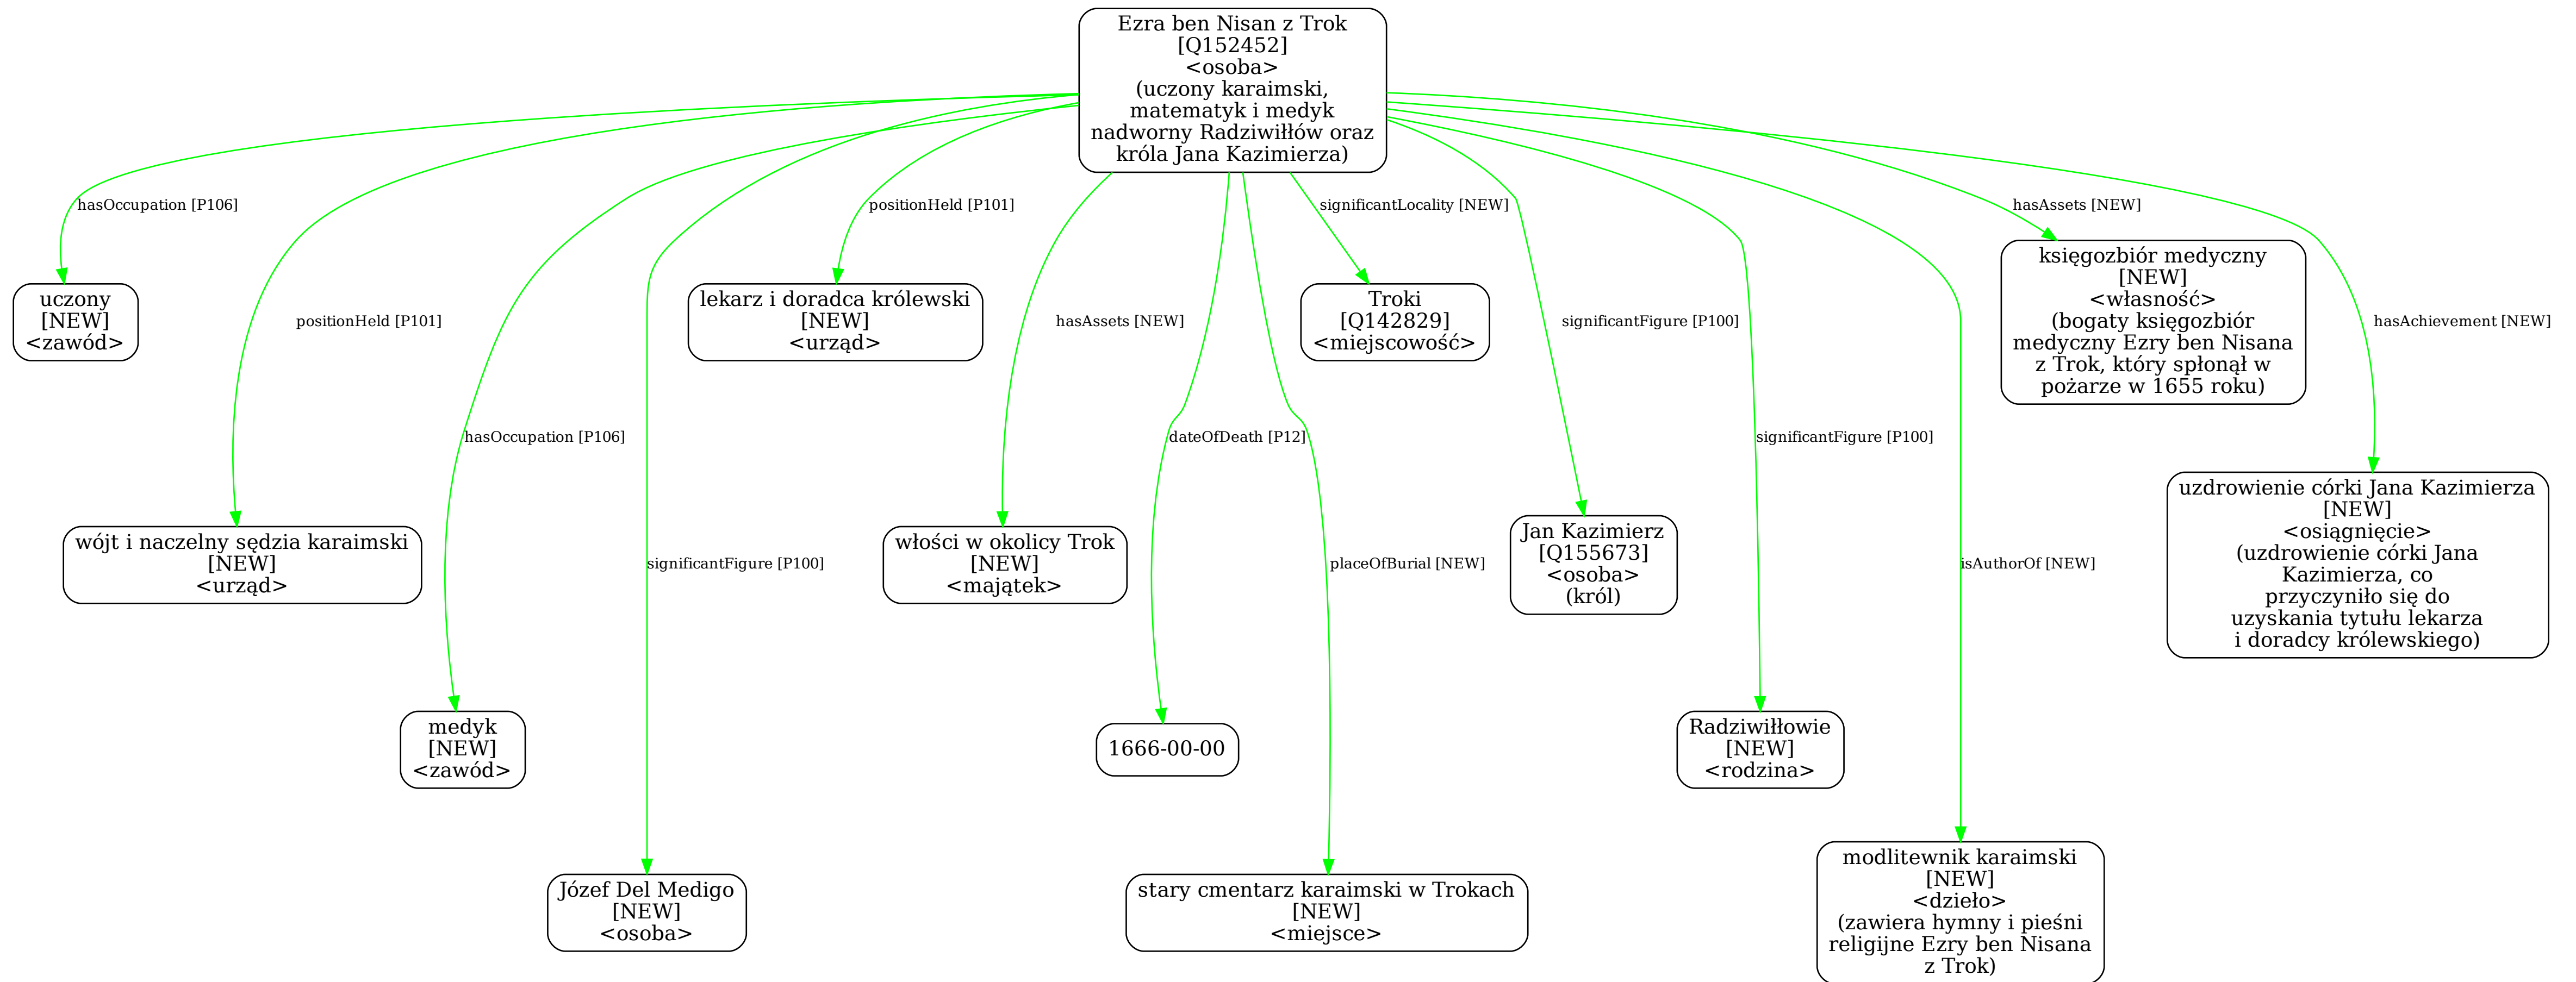 Ezra ben Nisan z Trok
[Q152452]
<osoba>
(uczony karaimski,
matematyk i medyk
nadworny Radziwiłłów oraz
króla Jana Kazimierza)
hasOccupation [P106]
positionHeld [P101]
significantLocality [NEW]
hasAssets [NEW]
uczony
[NEW]
<zawód>
positionHeld [P101]
lekarz i doradca królewski
[NEW]
<urząd>
hasAssets [NEW]
Troki
[Q142829]
<miejscowość>
significantFigure [P100]
księgozbiór medyczny
[NEW]
<własność>
(bogaty księgozbiór
medyczny Ezry ben Nisana
z Trok, który spłonął w
pożarze w 1655 roku)
hasAchievement [NEW]
hasOccupation [P106]
dateOfDeath [P12]
significantFigure [P100]
wójt i naczelny sędzia karaimski
[NEW]
<urząd>
significantFigure [P100]
włości w okolicy Trok
[NEW]
<majątek>
placeOfBurial [NEW]
Jan Kazimierz
[Q155673]
<osoba>
(król)
isAuthorOf [NEW]
uzdrowienie córki Jana Kazimierza
[NEW]
<osiągnięcie>
(uzdrowienie córki Jana
Kazimierza, co
przyczyniło się do
uzyskania tytułu lekarza
i doradcy królewskiego)
medyk
[NEW]
<zawód>
1666-00-00
Radziwiłłowie
[NEW]
<rodzina>
Józef Del Medigo
[NEW]
<osoba>
stary cmentarz karaimski w Trokach
[NEW]
<miejsce>
modlitewnik karaimski
[NEW]
<dzieło>
(zawiera hymny i pieśni
religijne Ezry ben Nisana
z Trok)